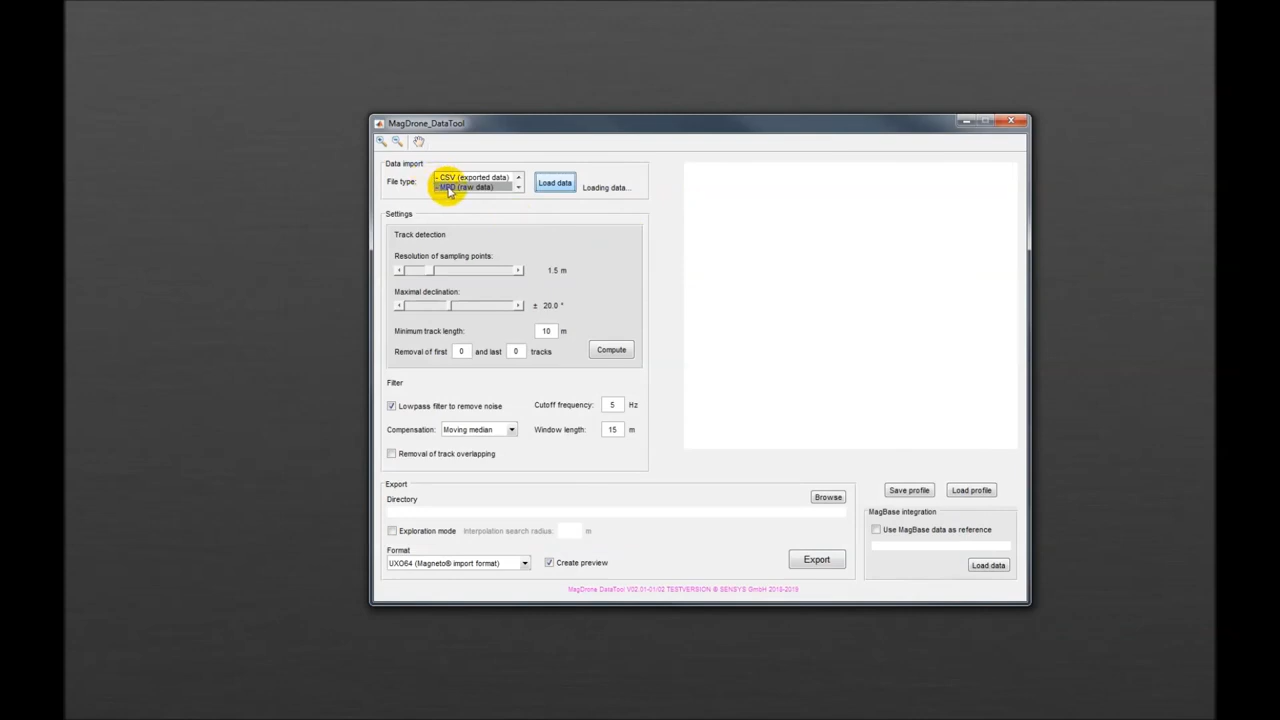 MagDrone_DataTool
Data import
File type:
- CSV (exported data)
- MPD (raw data)
Load data
Loading data...
Settings
Track detection
Resolution of sampling points:
1.5 m
Maximal declination:
± 20.0 °
Minimum track length: 10 m
Removal of first 0 and last 0 tracks
Compute
Filter
Lowpass filter to remove noise
Cutoff frequency: 5 Hz
Compensation: Moving median
Window length: 15 m
Removal of track overlapping
Export
Directory
Browse
Exploration mode
Interpolation search radius: m
Format
UXO64 (Magneto® import format)
Create preview
Export
Save profile
Load profile
MagBase integration
Use MagBase data as reference
Load data
MagDrone DataTool V02.01-01/02 TESTVERSION © SENSYS GmbH 2018-2019